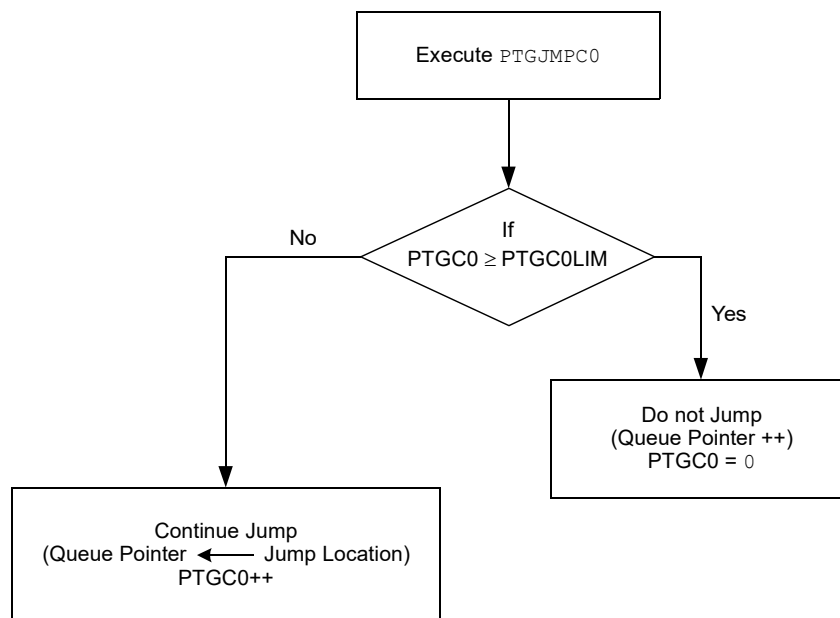 Execute PTGJMPC0
If
PTGC0 ≥ PTGC0LIM
No
Yes
Do not Jump
(Queue Pointer ++)
PTGC0 = 0
Continue Jump
(Queue Pointer ← Jump Location)
PTGC0++